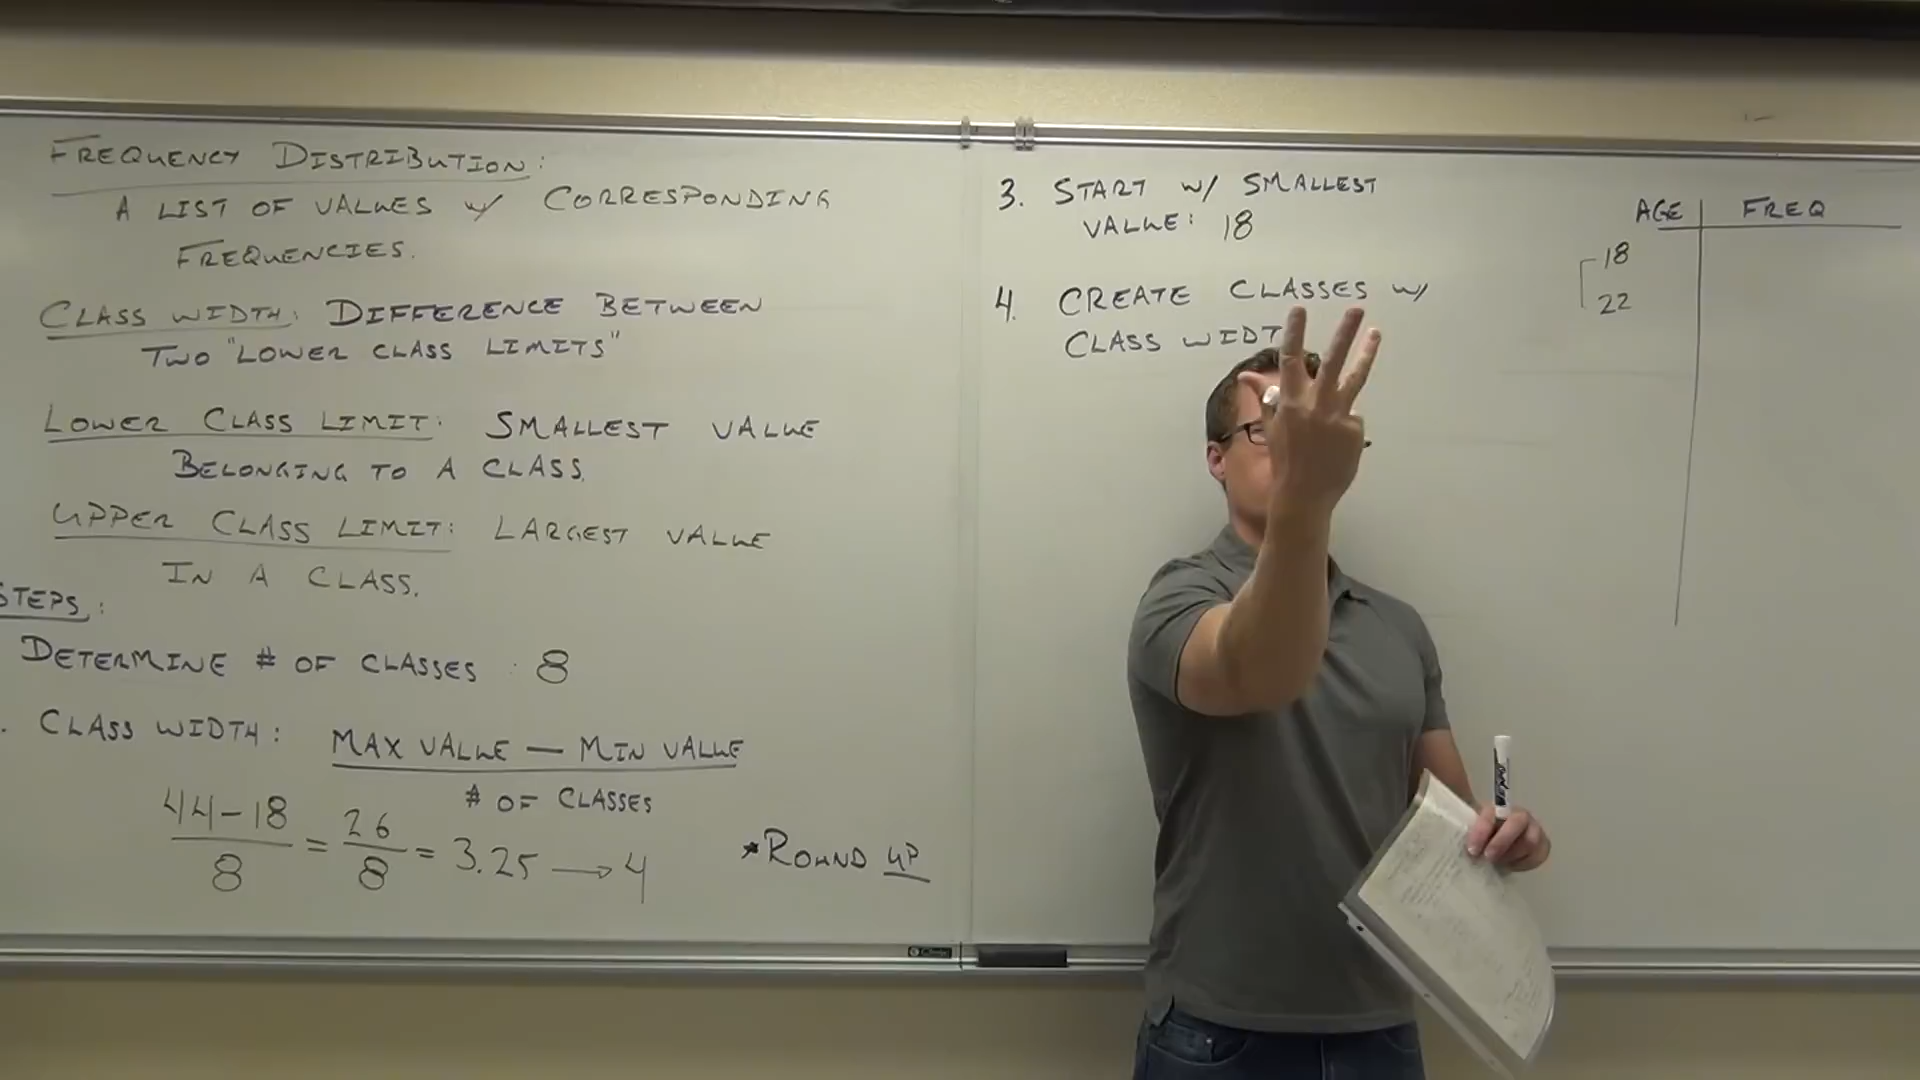 FREQUENCY DISTRIBUTION:
A LIST OF VALUES w/ CORRESPONDING
FREQUENCIES.
CLASS WIDTH: DIFFERENCE BETWEEN
TWO "LOWER CLASS LIMITS"
LOWER CLASS LIMIT: SMALLEST VALUE
BELONGING TO A CLASS.
UPPER CLASS LIMIT: LARGEST VALUE
IN A CLASS.
STEPS:
DETERMINE # OF CLASSES : 8
. CLASS WIDTH: MAX VALUE — MIN VALUE
# OF CLASSES
44-18 / 8 = 26 / 8 = 3.25 → 4
*ROUND UP
3. START w/ SMALLEST
VALUE: 18
4. CREATE CLASSES w/
CLASS WIDT
AGE | FREQ
18
22
EXPO